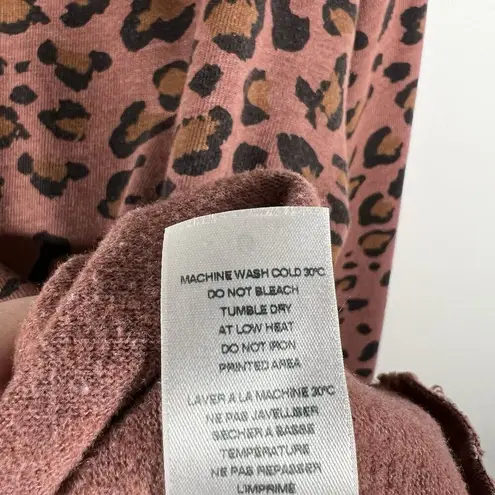 MACHINE WASH COLD 30°C
DO NOT BLEACH
TUMBLE DRY
AT LOW HEAT
DO NOT IRON
PRINTED AREA
LAVER A LA MACHINE 30°C
NE PAS JAVELLISER
SECHER A BASSE
TEMPERATURE
NE PAS REPASSER
L'IMPRIME